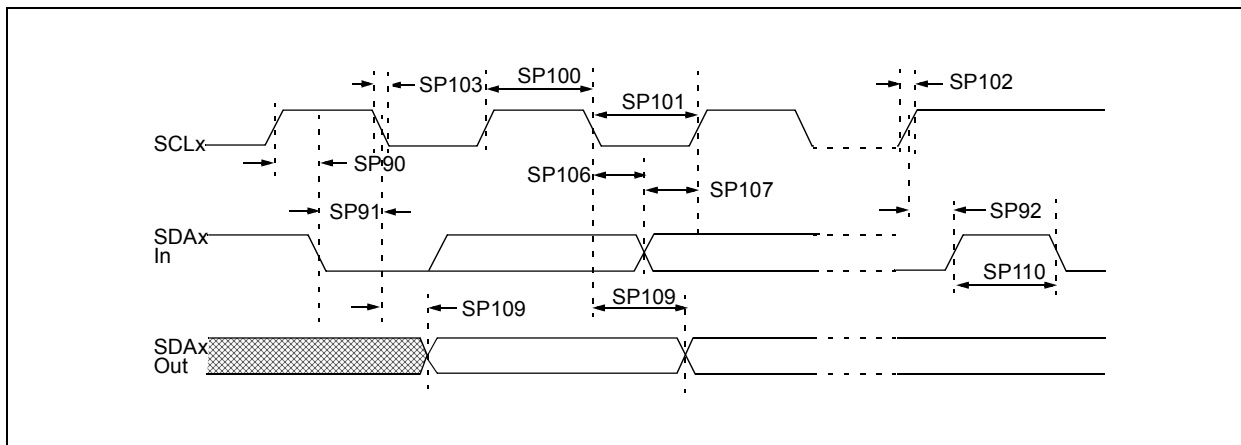 SP103
SP100
SP102
SP101
SCLx
SP90
SP106
SP107
SP91
SP92
SDAx
In
SP110
SP109
SP109
SDAx
Out